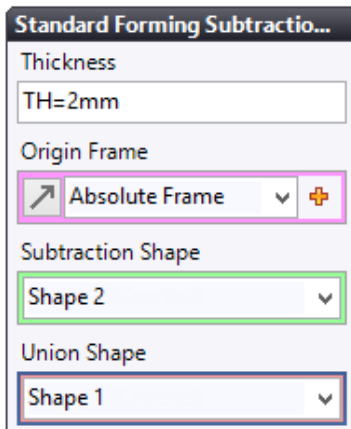 Standard Forming Subtractio...
Thickness
TH=2mm
Origin Frame
Absolute Frame
Subtraction Shape
Shape 2
Union Shape
Shape 1